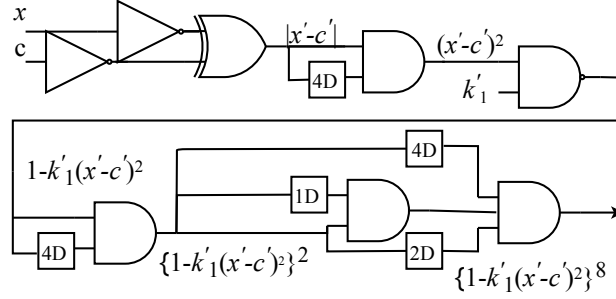 x
|x'-c'|
(x'-c')²
c
4D
k'₁
1-k'₁(x'-c')²
4D
1D
4D
2D
{1-k'₁(x'-c')²}²
{1-k'₁(x'-c')²}⁸